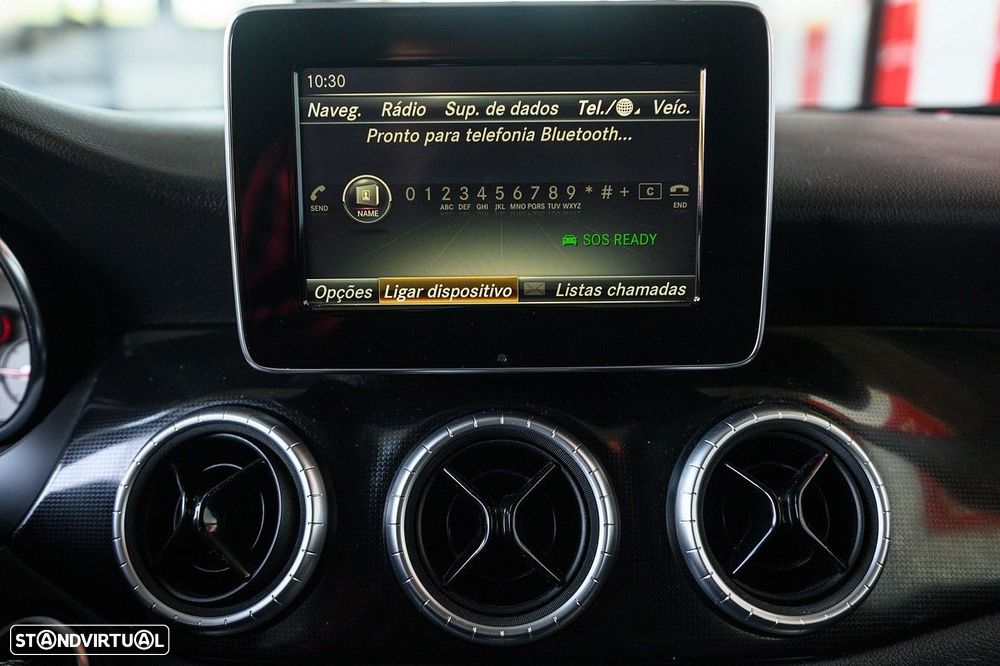 10:30
Naveg. Rádio Sup. de dados Tel./ Veíc.
Pronto para telefonia Bluetooth...
0 1 2 3 4 5 6 7 8 9 * # + C
SEND NAME ABC DEF GHI JKL MNO PQRS TUV WXYZ END
SOS READY
Opções Ligar dispositivo Listas chamadas
STANDVIRTUAL